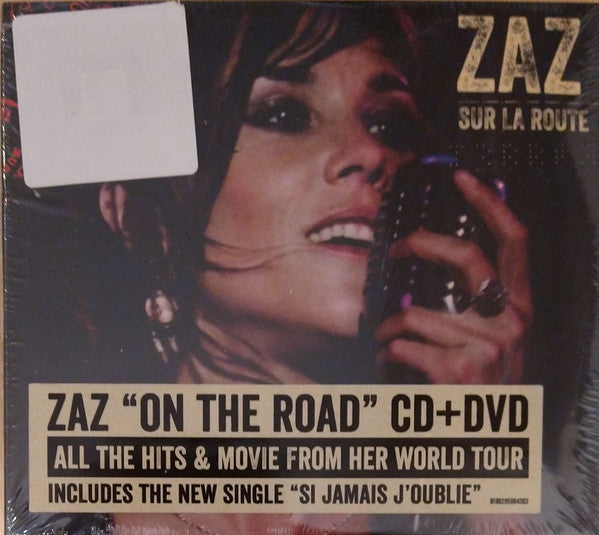 ZAZ
SUR LA ROUTE
ZAZ “ON THE ROAD” CD+DVD
ALL THE HITS & MOVIE FROM HER WORLD TOUR
INCLUDES THE NEW SINGLE “SI JAMAIS J'OUBLIE”